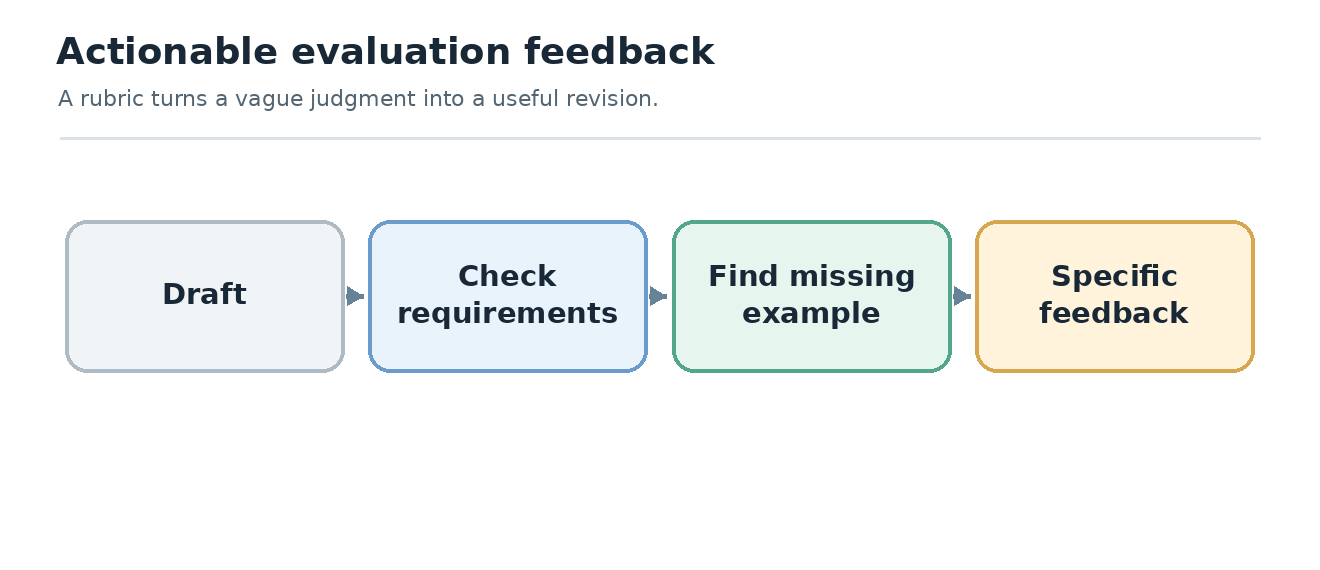 Actionable evaluation feedback
A rubric turns a vague judgment into a useful revision.
Draft
Check
requirements
Find missing
example
Specific
feedback